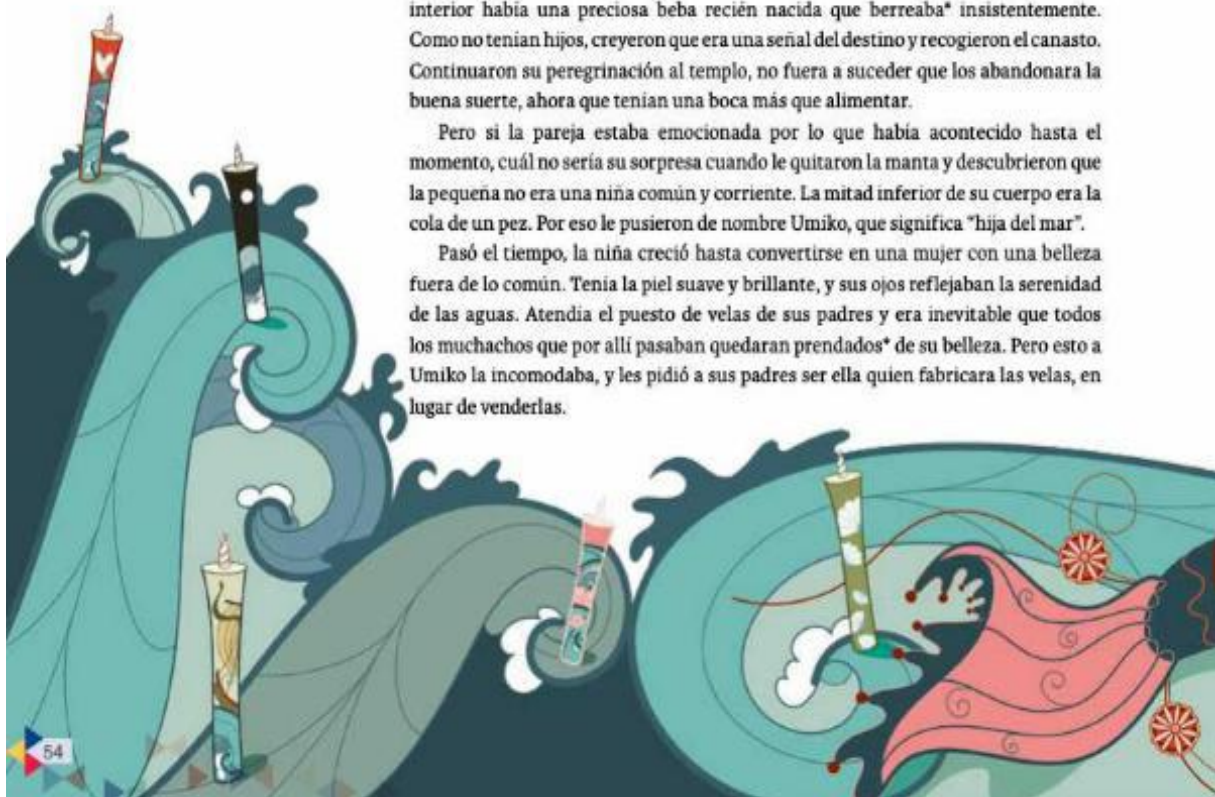 interior había una preciosa beba recién nacida que berreaba* insistentemente.
Como no tenían hijos, creyeron que era una señal del destino y recogieron el canasto.
Continuaron su peregrinación al templo, no fuera a suceder que los abandonara la
buena suerte, ahora que tenían una boca más que alimentar.
Pero si la pareja estaba emocionada por lo que había acontecido hasta el
momento, cuál no sería su sorpresa cuando le quitaron la manta y descubrieron que
la pequeña no era una niña común y corriente. La mitad inferior de su cuerpo era la
cola de un pez. Por eso le pusieron de nombre Umiko, que significa “hija del mar”.
Pasó el tiempo, la niña creció hasta convertirse en una mujer con una belleza
fuera de lo común. Tenía la piel suave y brillante, y sus ojos reflejaban la serenidad
de las aguas. Atendía el puesto de velas de sus padres y era inevitable que todos
los muchachos que por allí pasaban quedaran prendados* de su belleza. Pero esto a
Umiko la incomodaba, y les pidió a sus padres ser ella quien fabricara las velas, en
lugar de venderlas.
54